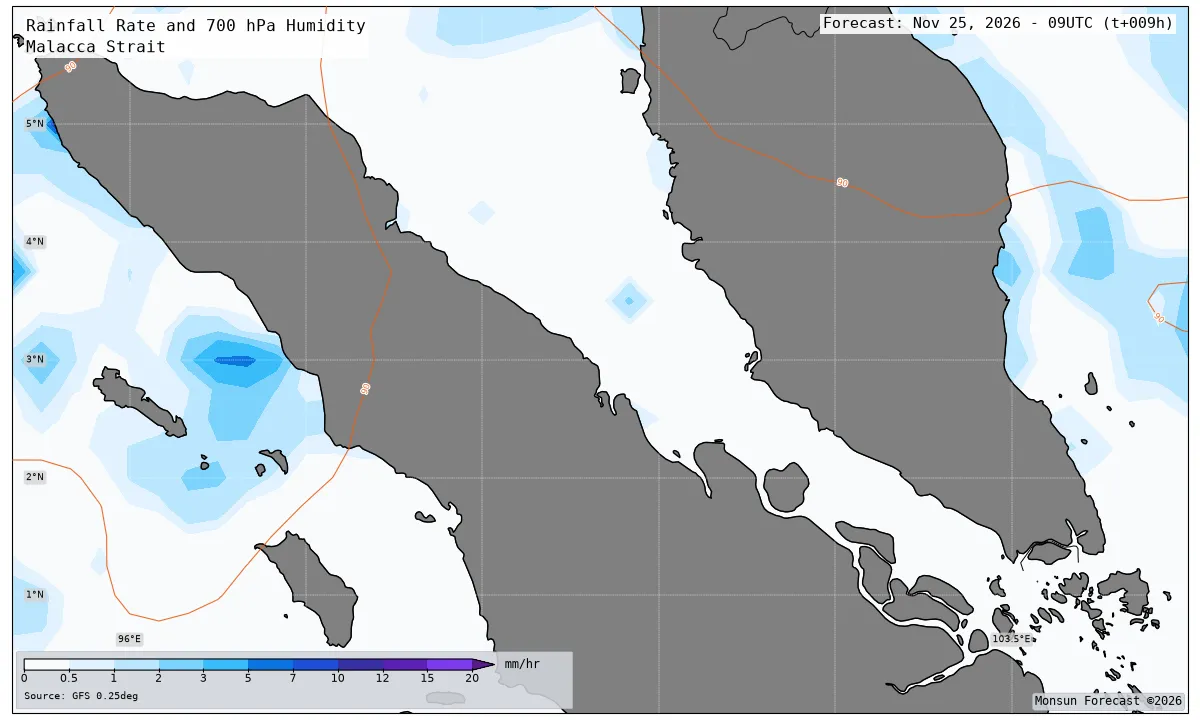 Rainfall Rate and 700 hPa Humidity
Malacca Strait
Forecast: Nov 25, 2026 - 09UTC (t+009h)
90
5°N
90
4°N
90
3°N
90
2°N
1°N
96°E
103.5°E
mm/hr
0 0.5 1 2 3 5 7 10 12 15 20
Source: GFS 0.25deg
Monsun Forecast ©2026